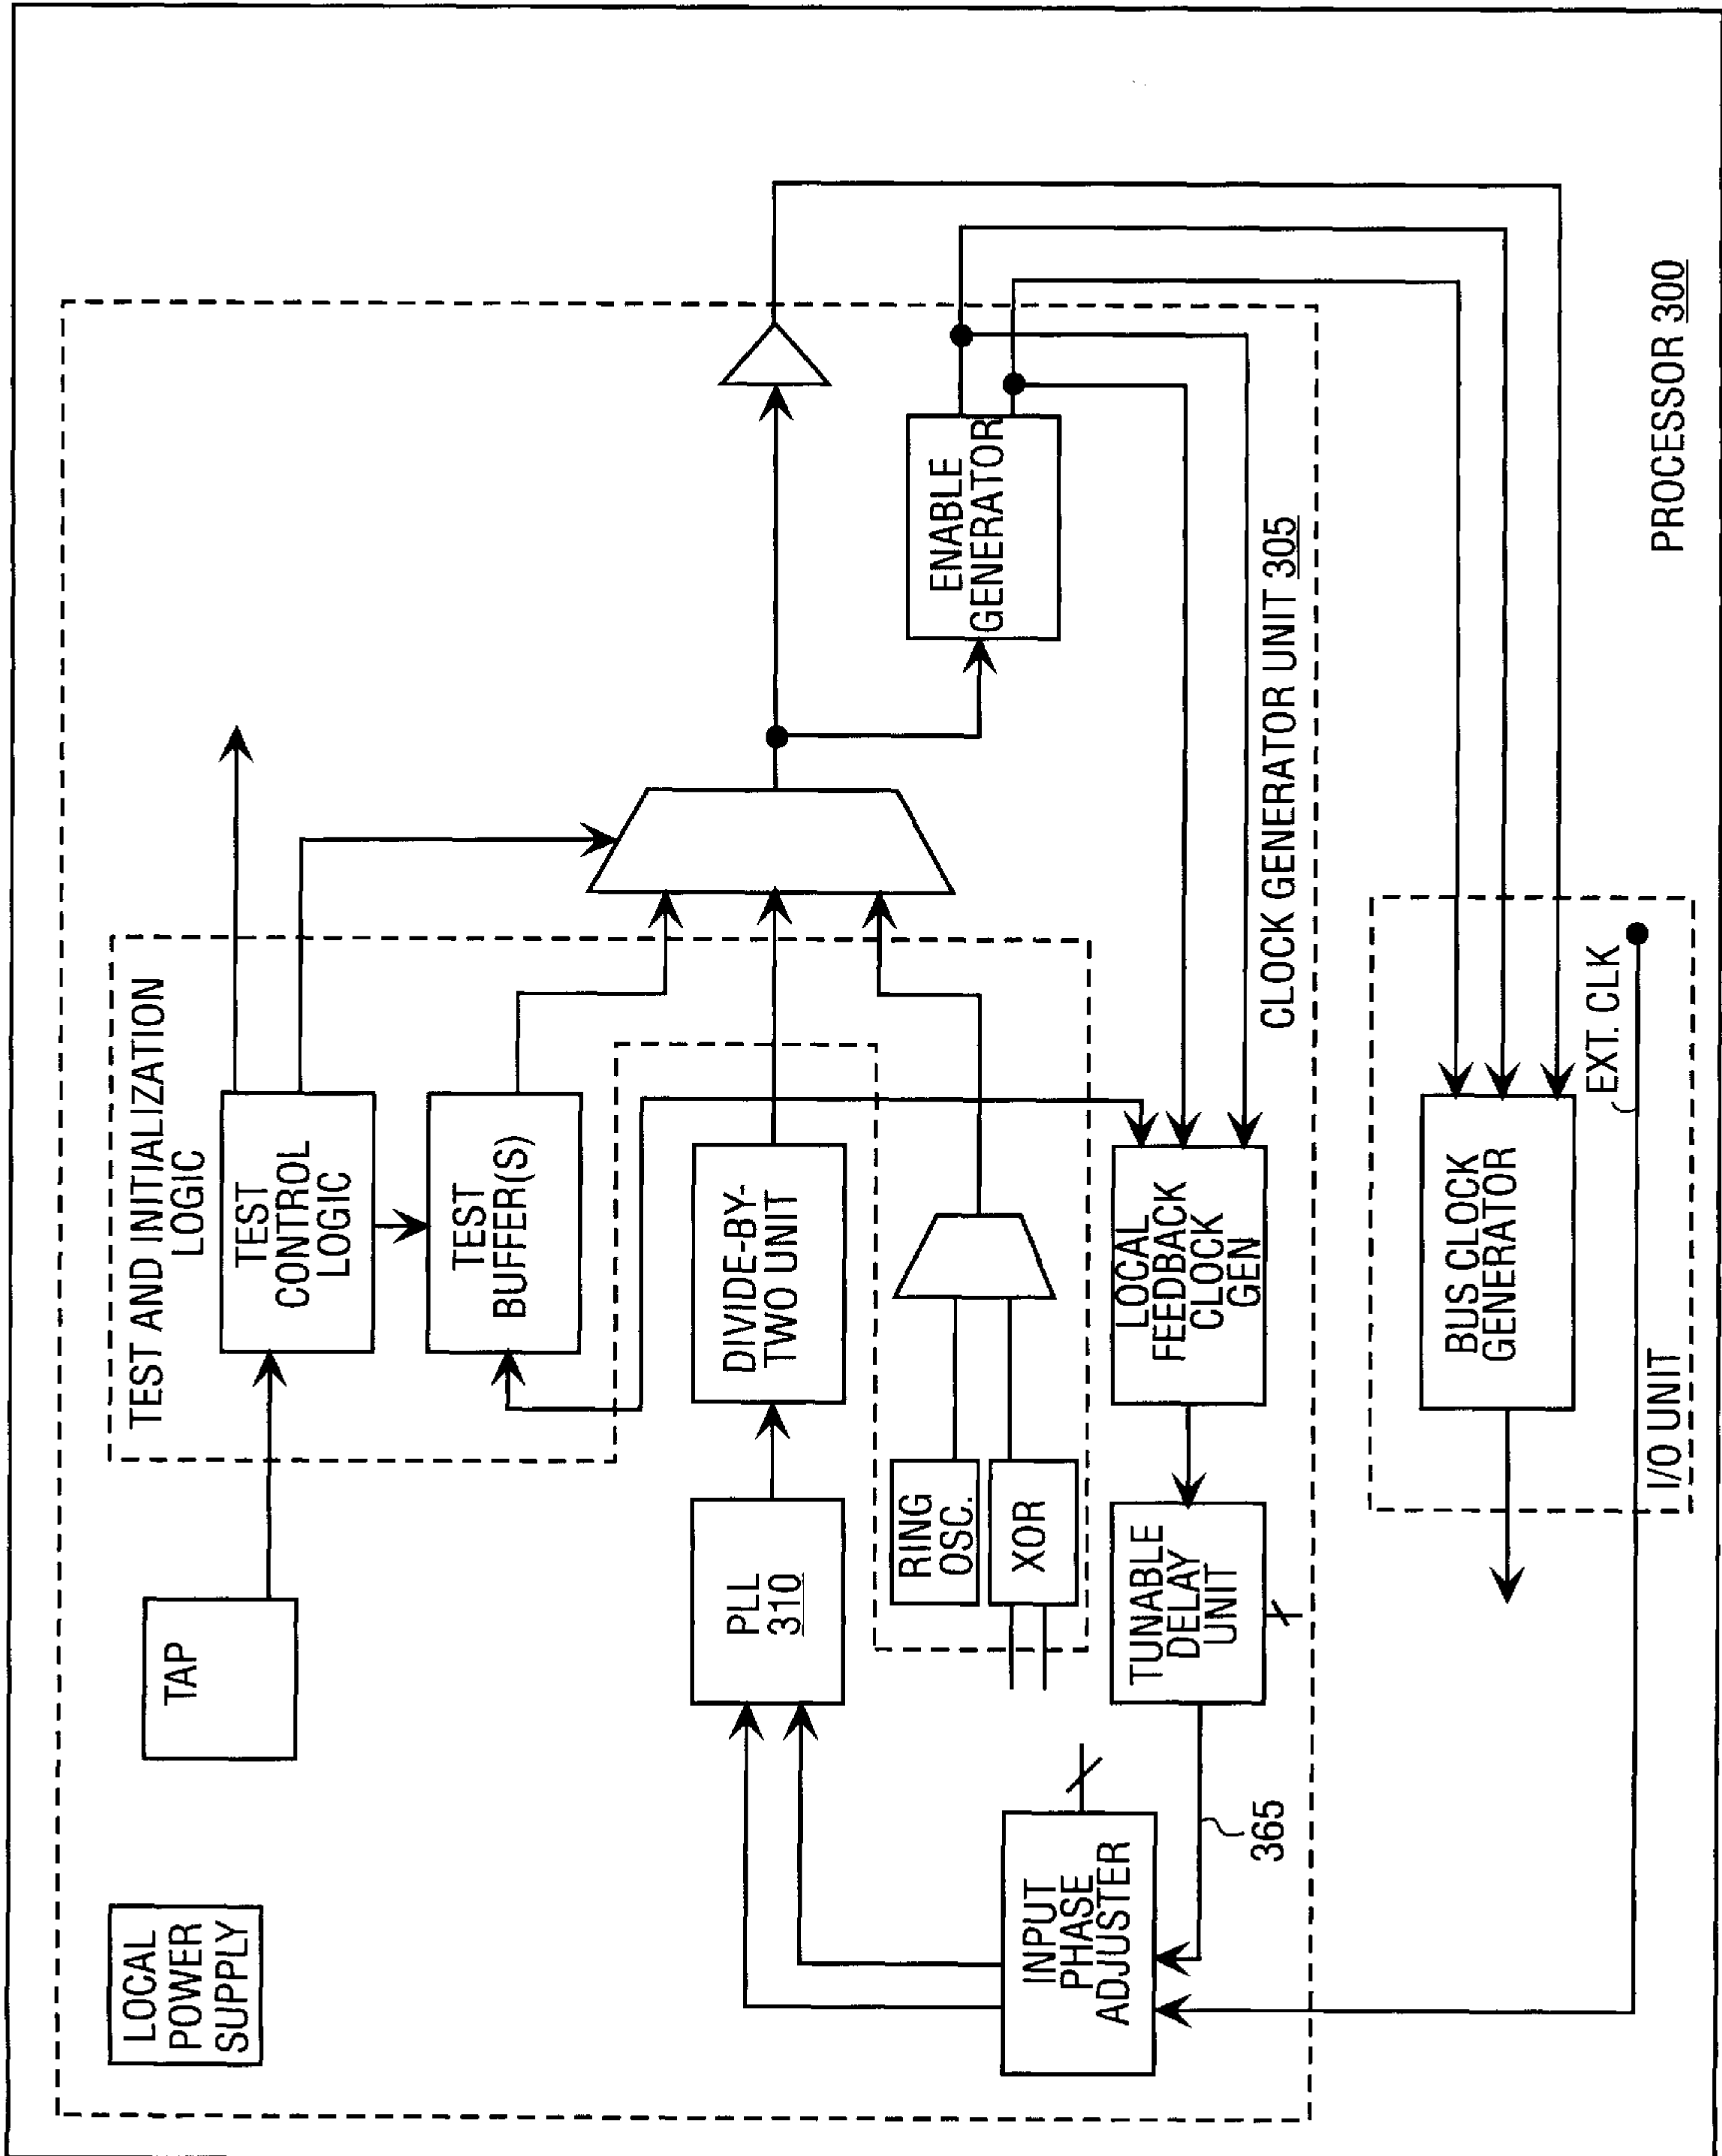 LOCAL
POWER
SUPPLY
TAP
TEST AND INITIALIZATION
LOGIC
TEST
CONTROL
LOGIC
TEST
BUFFER(S)
PLL
310
DIVIDE-BY-
TWO UNIT
RING
OSC.
XOR
ENABLE
GENERATOR
INPUT
PHASE
ADJUSTER
365
TUNABLE
DELAY
UNIT
LOCAL
FEEDBACK
CLOCK
GEN
CLOCK GENERATOR UNIT 305
BUS CLOCK
GENERATOR
EXT. CLK
I/O UNIT
PROCESSOR 300